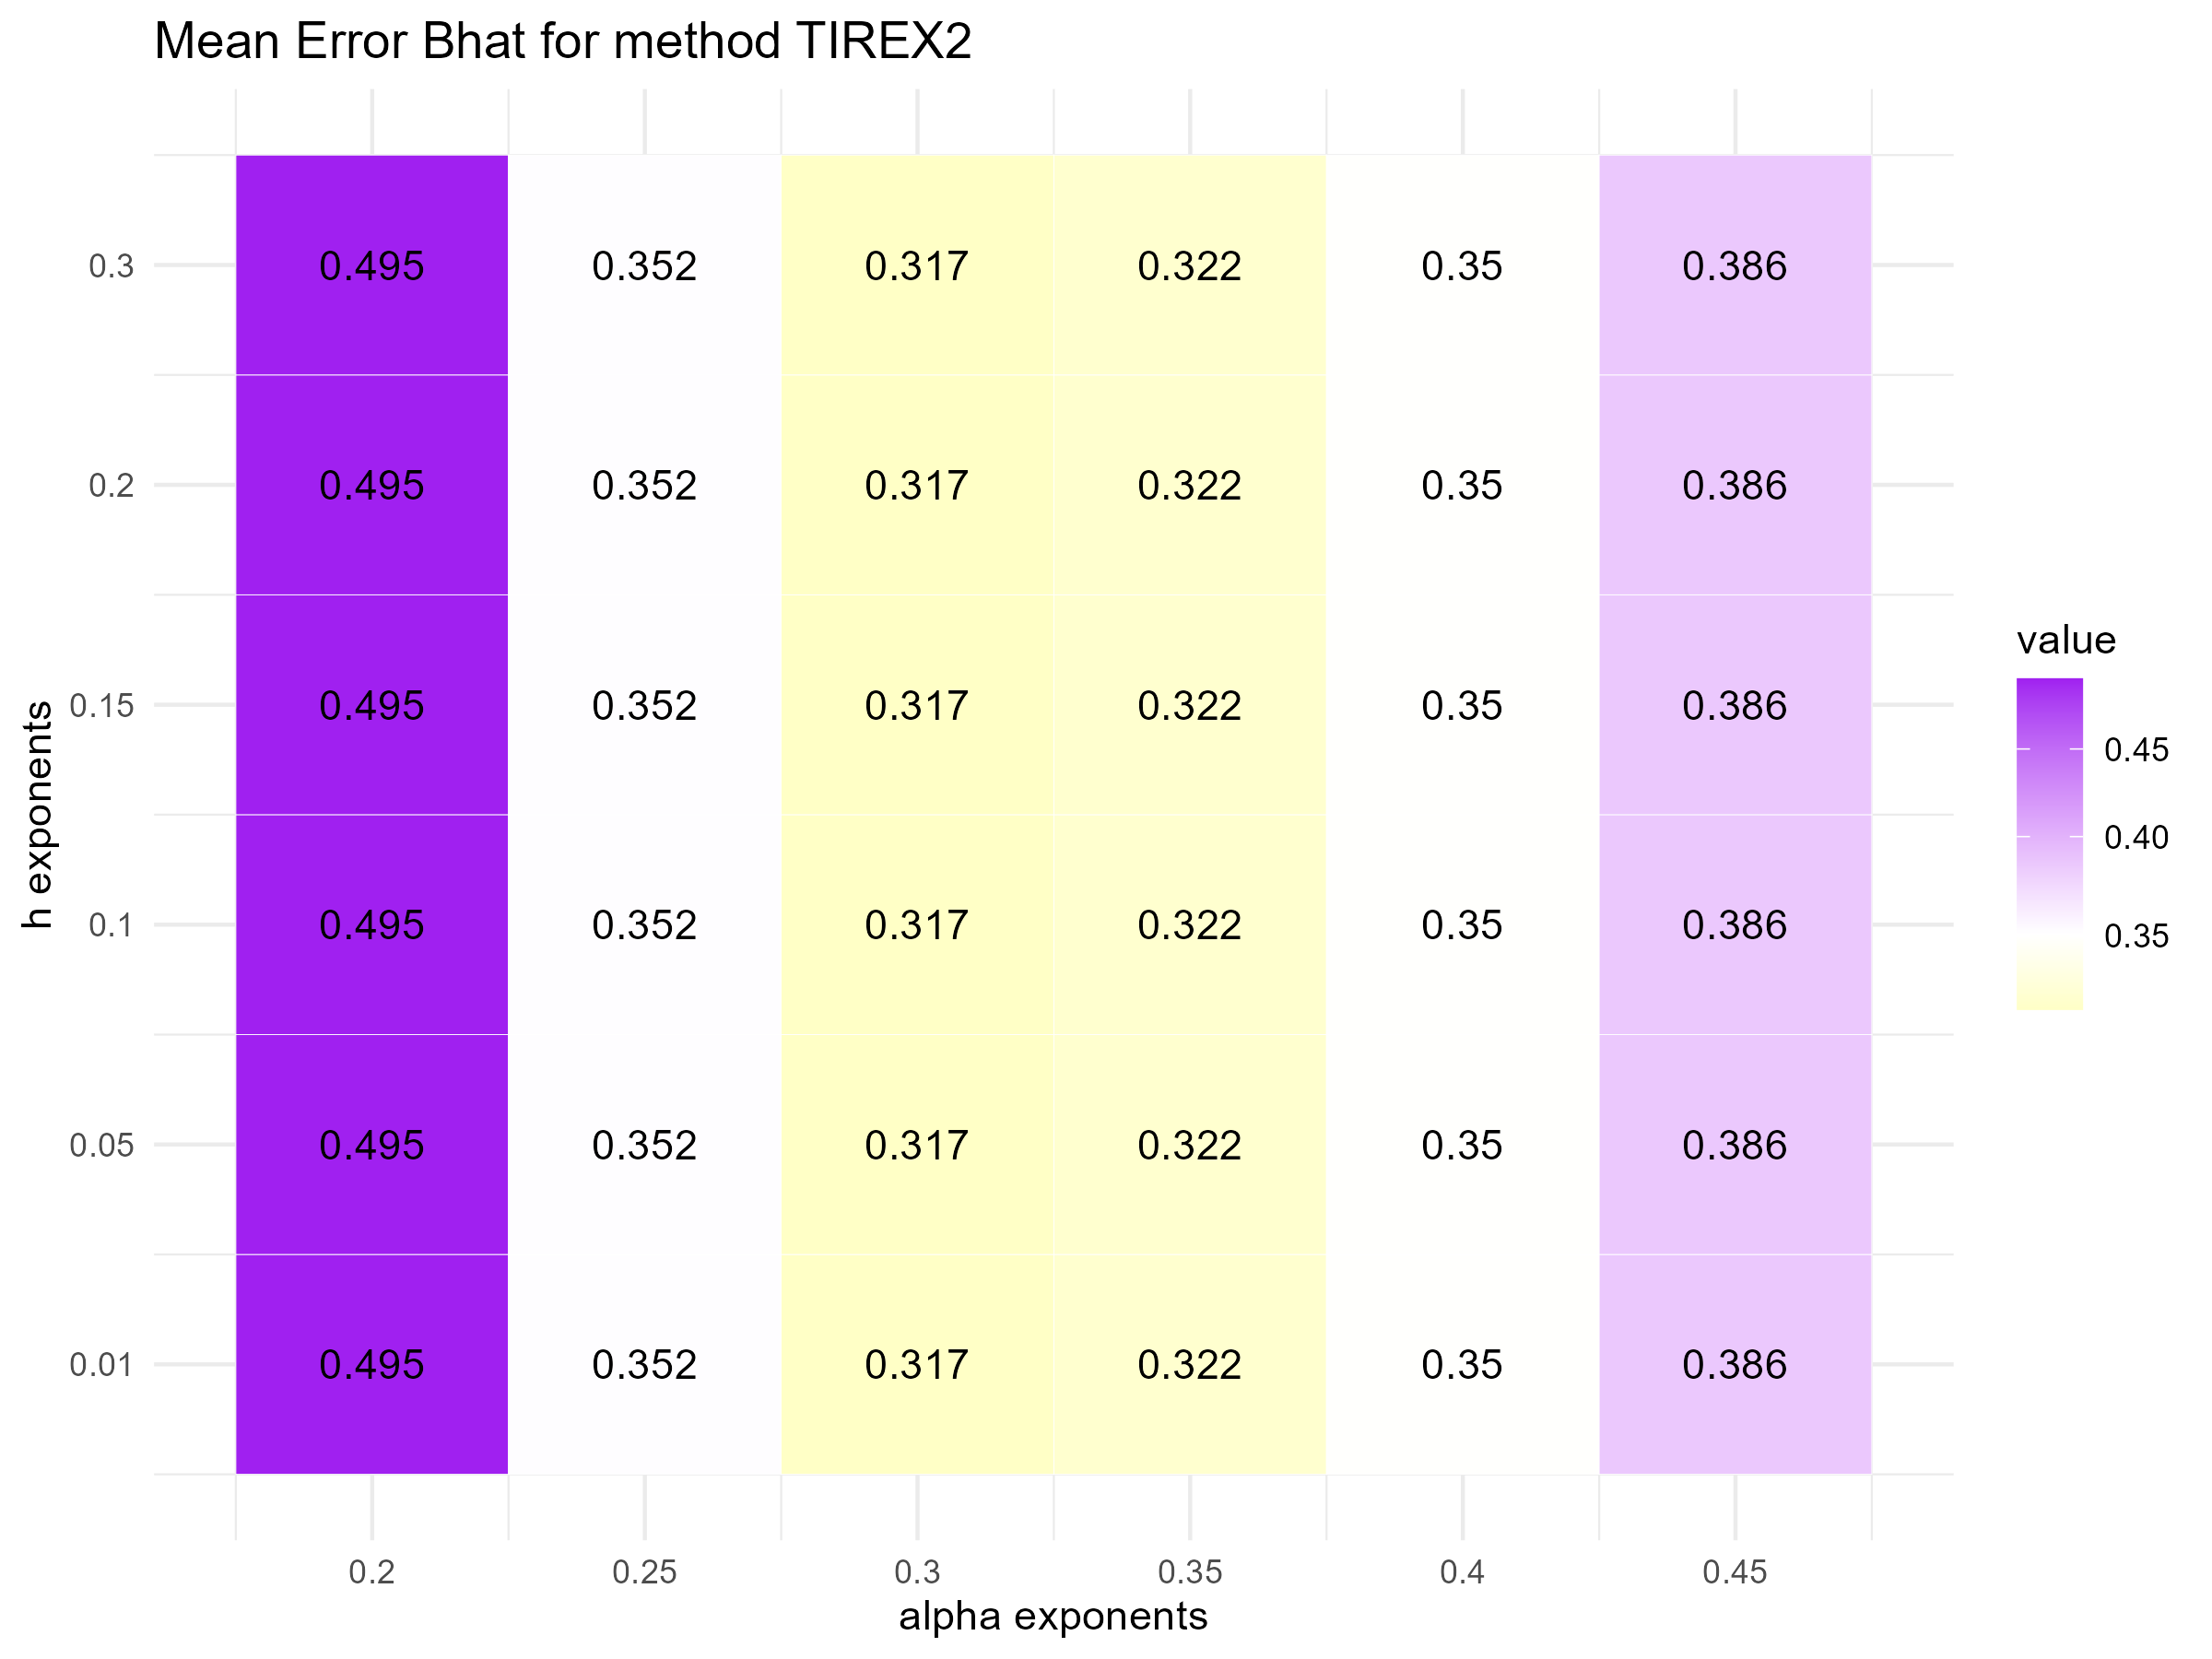 Mean Error Bhat for method TIREX2
0.3 0.495 0.352 0.317 0.322 0.35 0.386
0.2 0.495 0.352 0.317 0.322 0.35 0.386
0.15 0.495 0.352 0.317 0.322 0.35 0.386
0.1 0.495 0.352 0.317 0.322 0.35 0.386
0.05 0.495 0.352 0.317 0.322 0.35 0.386
0.01 0.495 0.352 0.317 0.322 0.35 0.386
h exponents
0.2 0.25 0.3 0.35 0.4 0.45
alpha exponents
value
0.45
0.40
0.35